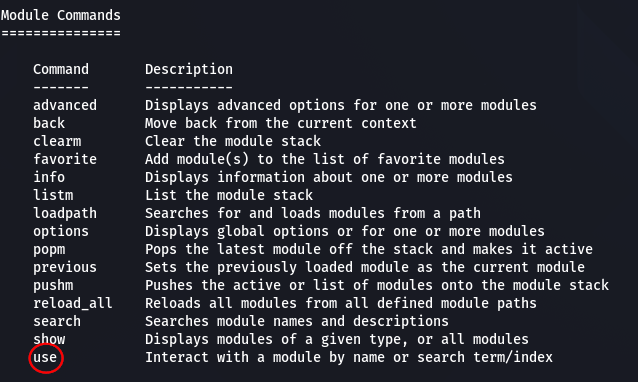 Module Commands
===============
Command Description
------- -----------
advanced Displays advanced options for one or more modules
back Move back from the current context
clearm Clear the module stack
favorite Add module(s) to the list of favorite modules
info Displays information about one or more modules
listm List the module stack
loadpath Searches for and loads modules from a path
options Displays global options or for one or more modules
popm Pops the latest module off the stack and makes it active
previous Sets the previously loaded module as the current module
pushm Pushes the active or list of modules onto the module stack
reload_all Reloads all modules from all defined module paths
search Searches module names and descriptions
show Displays modules of a given type, or all modules
use Interact with a module by name or search term/index